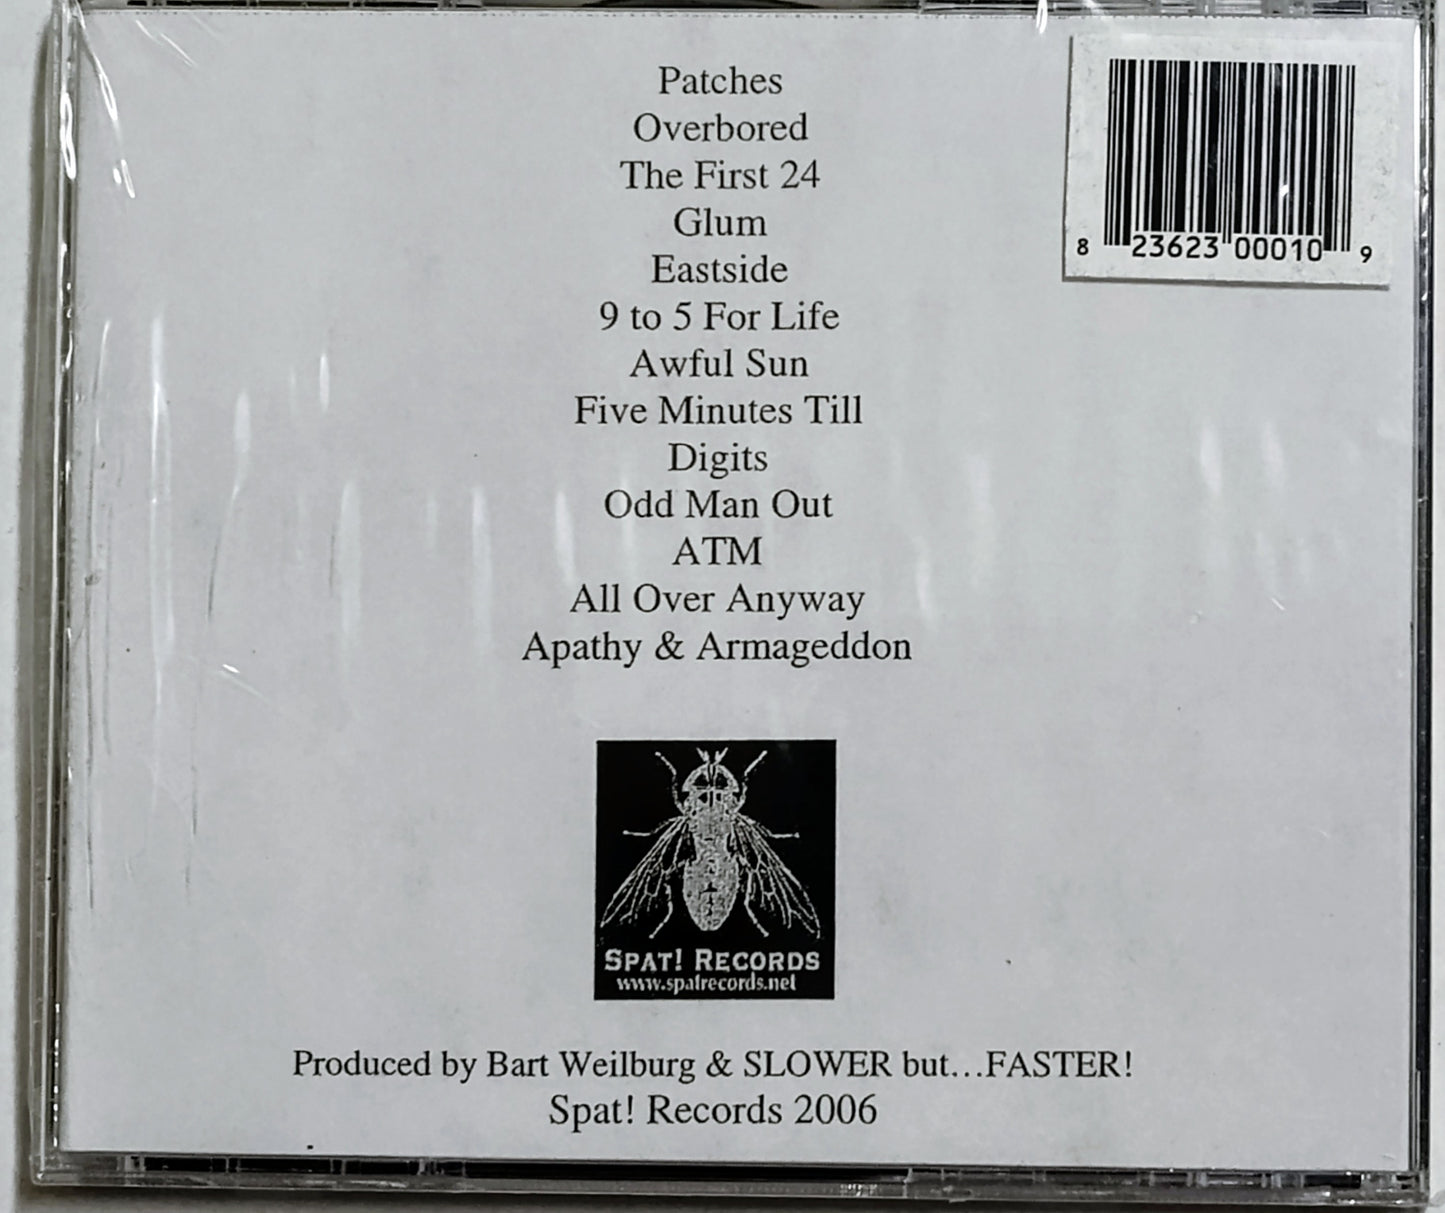 Patches
Overbored
The First 24
Glum
Eastside
9 to 5 For Life
Awful Sun
Five Minutes Till
Digits
Odd Man Out
ATM
All Over Anyway
Apathy & Armageddon
8 23623 00010 9
SPAT! RECORDS
www.spatrecords.net
Produced by Bart Weilburg & SLOWER but...FASTER!
Spat! Records 2006